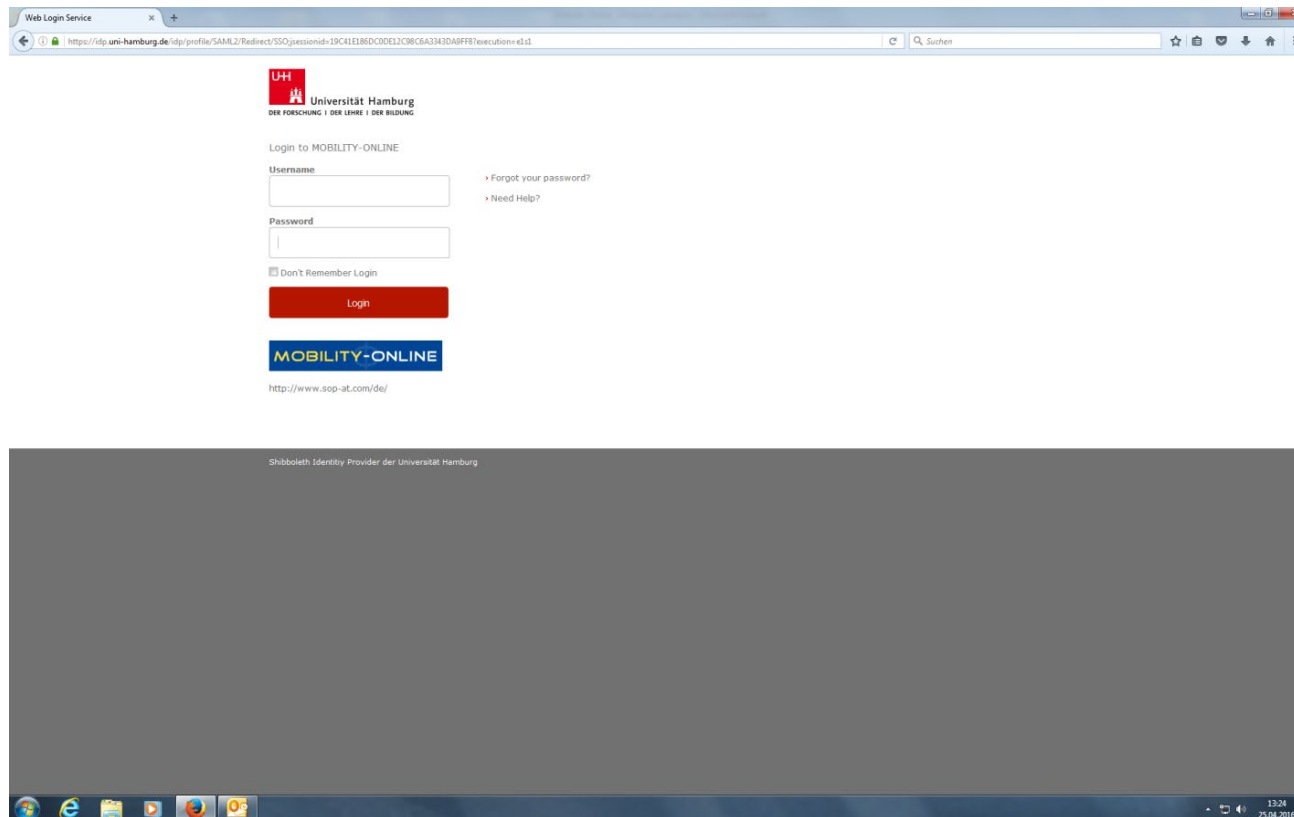 Web Login Service
https://idp.uni-hamburg.de/idp/profile/SAML2/Redirect/SSO;jsessionid=19C41E186DC0DE12C98C6A3343DA9FF8?execution=e1s1
Suchen
UH
Universität Hamburg
DER FORSCHUNG | DER LEHRE | DER BILDUNG
Login to MOBILITY-ONLINE
Username
› Forgot your password?
› Need Help?
Password
Don't Remember Login
Login
MOBILITY-ONLINE
http://www.sop-at.com/de/
Shibboleth Identitiy Provider der Universität Hamburg
13:24
25.04.2016